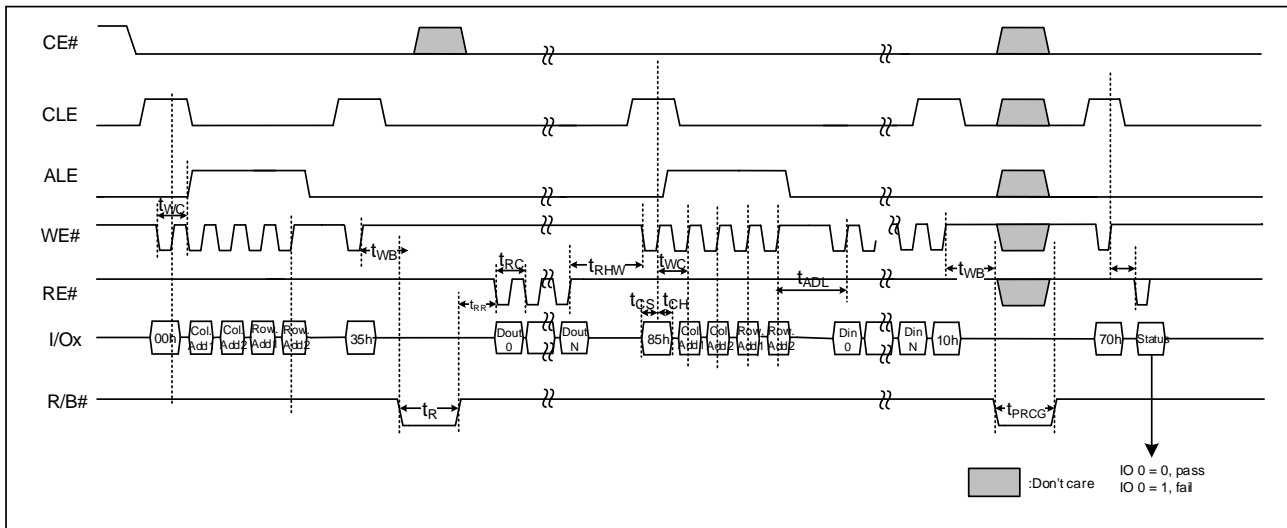 CE#
CLE
ALE
tWC
WE#
tWB
tRC
tRHW
tWC
tADL
tWB
RE#
tRR
tCS
tCH
I/Ox
00h
Col. Add1
Col. Add2
Row. Add1
Row. Add2
35h
Dout 0
Dout N
85h
Col. Add1
Col. Add2
Row. Add1
Row. Add2
Din 0
Din N
10h
70h
Status
R/B#
tR
tPRCG
:Don't care
IO 0 = 0, pass
IO 0 = 1, fail